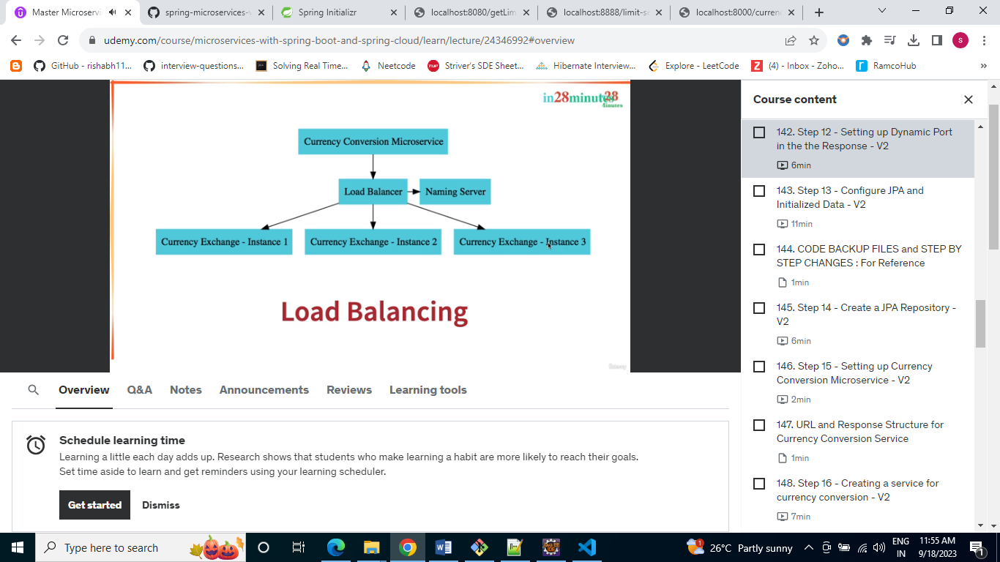 Master Microservi
spring-microservices-v
Spring Initializr
localhost:8080/getLim
localhost:8888/limit-se
localhost:8000/curren
udemy.com/course/microservices-with-spring-boot-and-spring-cloud/learn/lecture/24346992#overview
s
GitHub - rishabh11...
interview-questions...
Solving Real Time...
Neetcode
TUF
Striver's SDE Sheet...
Hibernate Interview...
Explore - LeetCode
Z
(4) - Inbox - Zoho...
RamcoHub
»
in28minutes
28
Minutes
Currency Conversion Microservice
Load Balancer
Naming Server
Currency Exchange - Instance 1
Currency Exchange - Instance 2
Currency Exchange - Instance 3
Load Balancing
Udemy
Overview
Q&A
Notes
Announcements
Reviews
Learning tools
Schedule learning time
Learning a little each day adds up. Research shows that students who make learning a habit are more likely to reach their goals.
Set time aside to learn and get reminders using your learning scheduler.
Get started
Dismiss
Course content
142. Step 12 - Setting up Dynamic Port
in the the Response - V2
6min
143. Step 13 - Configure JPA and
Initialized Data - V2
11min
144. CODE BACKUP FILES and STEP BY
STEP CHANGES : For Reference
1min
145. Step 14 - Create a JPA Repository -
V2
6min
146. Step 15 - Setting up Currency
Conversion Microservice - V2
2min
147. URL and Response Structure for
Currency Conversion Service
1min
148. Step 16 - Creating a service for
currency conversion - V2
7min
Type here to search
26°C Partly sunny
ENG
IN
11:55 AM
9/18/2023
1